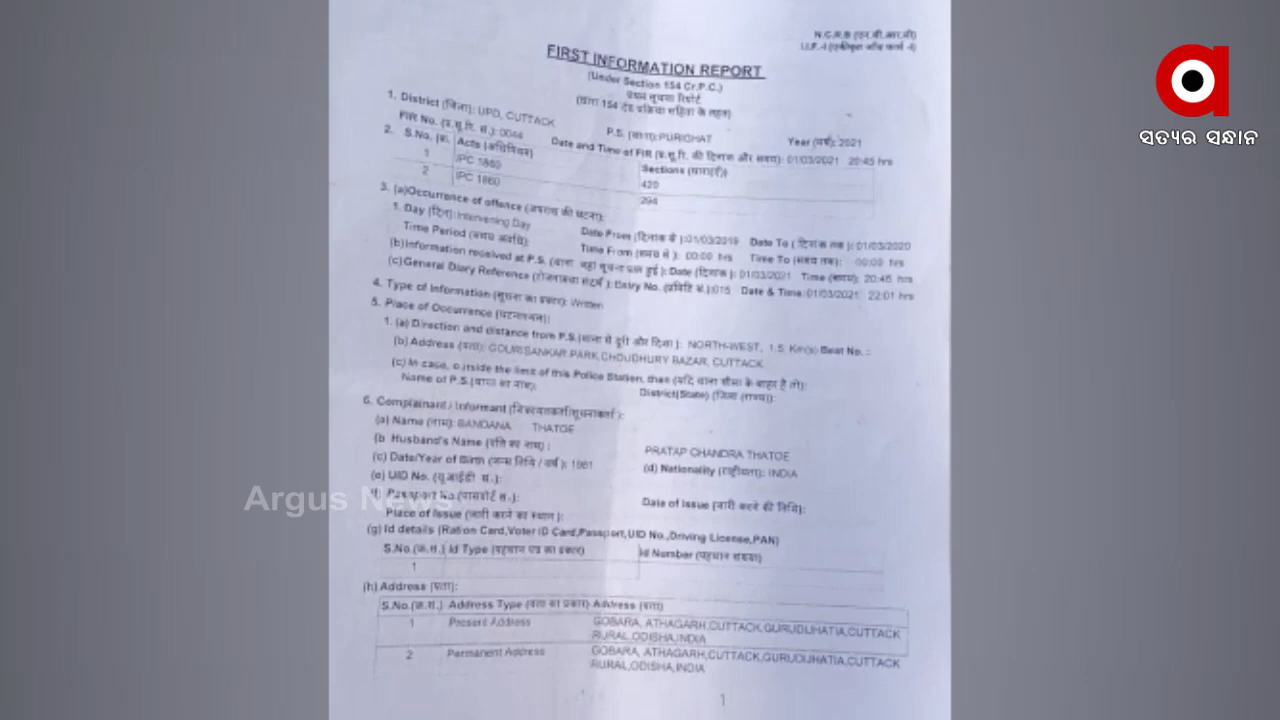 N.C.R.B (एन.सी.आर.बी)
I.I.F.-I (एकीकृत जाँच फार्म -I)
ସତ୍ୟର ସନ୍ଧାନ
FIRST INFORMATION REPORT
(Under Section 154 Cr.P.C.)
प्रथम सूचना रिपोर्ट
(धारा 154 दंड प्रक्रिया संहिता के तहत)
1. District (जिला): UPD, CUTTACK P.S. (थाना): PURIGHAT Year (वर्ष): 2021
FIR No. (प्र.सू.रि. सं.): 0044 Date and Time of FIR (प्र.सू.रि. की दिनांक और समय): 01/03/2021 20:45 hrs
2. S.No. (क्र. Acts (अधिनियम) Sections (धाराएँ))
1 IPC 1860 420
2 IPC 1860 294
3. (a)Occurrence of offence (अपराध की घटना):
1. Day (दिन): Intervening Day Date From (दिनांक से ):01/03/2019 Date To ( दिनांक तक ): 01/03/2020
Time Period (समय अवधि): Time From (समय से ): 00:00 hrs Time To (समय तक): 00:00 hrs
(b)Information received at P.S. (थाना जहां सूचना प्राप्त हुई ): Date (दिनांक ): 01/03/2021 Time (समय): 20:45 hrs
(c)General Diary Reference (रोजनामचा संदर्भ ): Entry No. (प्रविष्टि सं.):015 Date & Time: 01/03/2021 22:01 hrs
4. Type of Information (सूचना का प्रकार): Written
5. Place of Occurrence (घटनास्थल):
1. (a) Direction and distance from P.S.(थाना से दूरी और दिशा ): NORTH-WEST, 1.5 Km(s) Beat No. :
(b) Address (पता): GOURISANKAR PARK,CHOUDHURY BAZAR, CUTTACK
(c) In case, outside the limit of this Police Station, then (यदि थाना सीमा के बाहर है तो):
Name of P.S.(थाना का नाम): District(State) (जिला (राज्य)):
6. Complainant / Informant (शिकायतकर्ता/सूचनाकर्ता ):
(a) Name (नाम): BANDANA THATOE
(b Husband's Name (पति का नाम) : PRATAP CHANDRA THATOE
(c) Date/Year of Birth (जन्म तिथि / वर्ष ): 1961 (d) Nationality (राष्ट्रीयता): INDIA
(e) UID No. (यूआईडी सं.):
(f) Passport No.(पासपोर्ट सं.): Date of Issue (जारी करने की तिथि):
Place of Issue (जारी करने का स्थान ):
Argus News
(g) Id details (Ration Card,Voter ID Card,Passport,UID No.,Driving License,PAN)
S.No.(क्र.सं.) Id Type (पहचान पत्र का प्रकार) Id Number (पहचान संख्या)
1
(h) Address (पता):
S.No.(क्र.सं.) Address Type (पता का प्रकार) Address (पता)
1 Present Address GOBARA, ATHAGARH,CUTTACK,GURUDIJHATIA,CUTTACK
RURAL,ODISHA,INDIA
2 Permanent Address GOBARA, ATHAGARH,CUTTACK,GURUDIJHATIA,CUTTACK
RURAL,ODISHA,INDIA
1